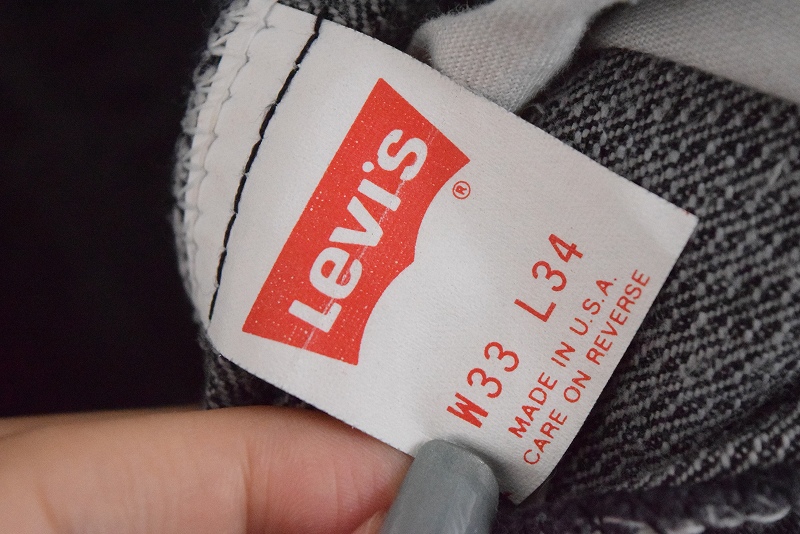 Levi's ®
W33 L34
MADE IN U.S.A.
CARE ON REVERSE